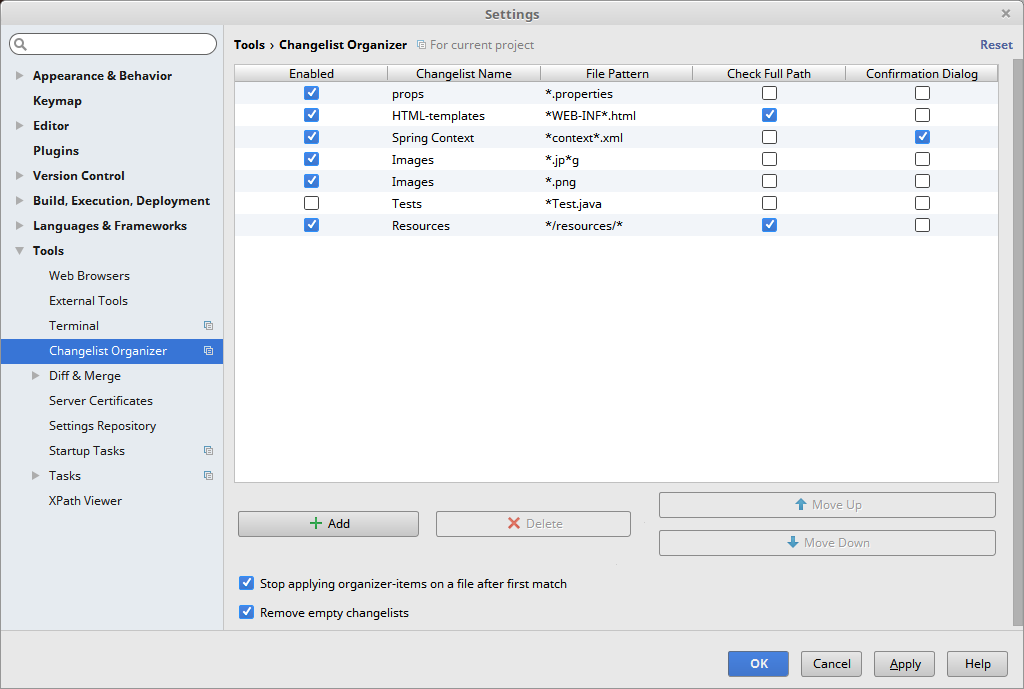 Settings
Tools › Changelist Organizer For current project Reset
Appearance & Behavior
Keymap
Editor
Plugins
Version Control
Build, Execution, Deployment
Languages & Frameworks
Tools
Web Browsers
External Tools
Terminal
Changelist Organizer
Diff & Merge
Server Certificates
Settings Repository
Startup Tasks
Tasks
XPath Viewer
Enabled Changelist Name File Pattern Check Full Path Confirmation Dialog
props *.properties
HTML-templates *WEB-INF*.html
Spring Context *context*.xml
Images *.jp*g
Images *.png
Tests *Test.java
Resources */resources/*
Add Delete Move Up
Move Down
Stop applying organizer-items on a file after first match
Remove empty changelists
OK Cancel Apply Help